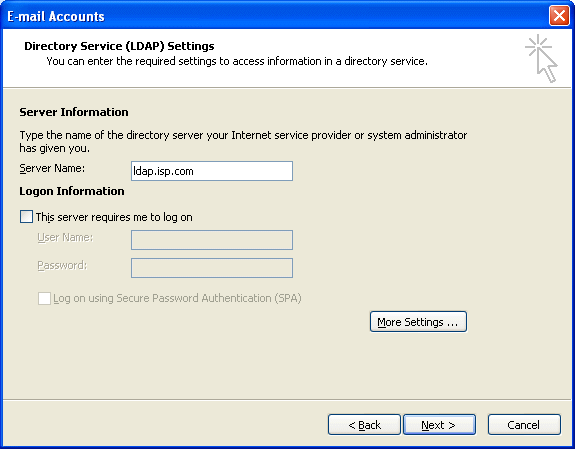 E-mail Accounts
Directory Service (LDAP) Settings
You can enter the required settings to access information in a directory service.
Server Information
Type the name of the directory server your Internet service provider or system administrator
has given you.
Server Name: ldap.isp.com
Logon Information
This server requires me to log on
User Name:
Password:
Log on using Secure Password Authentication (SPA)
More Settings ...
< Back Next > Cancel